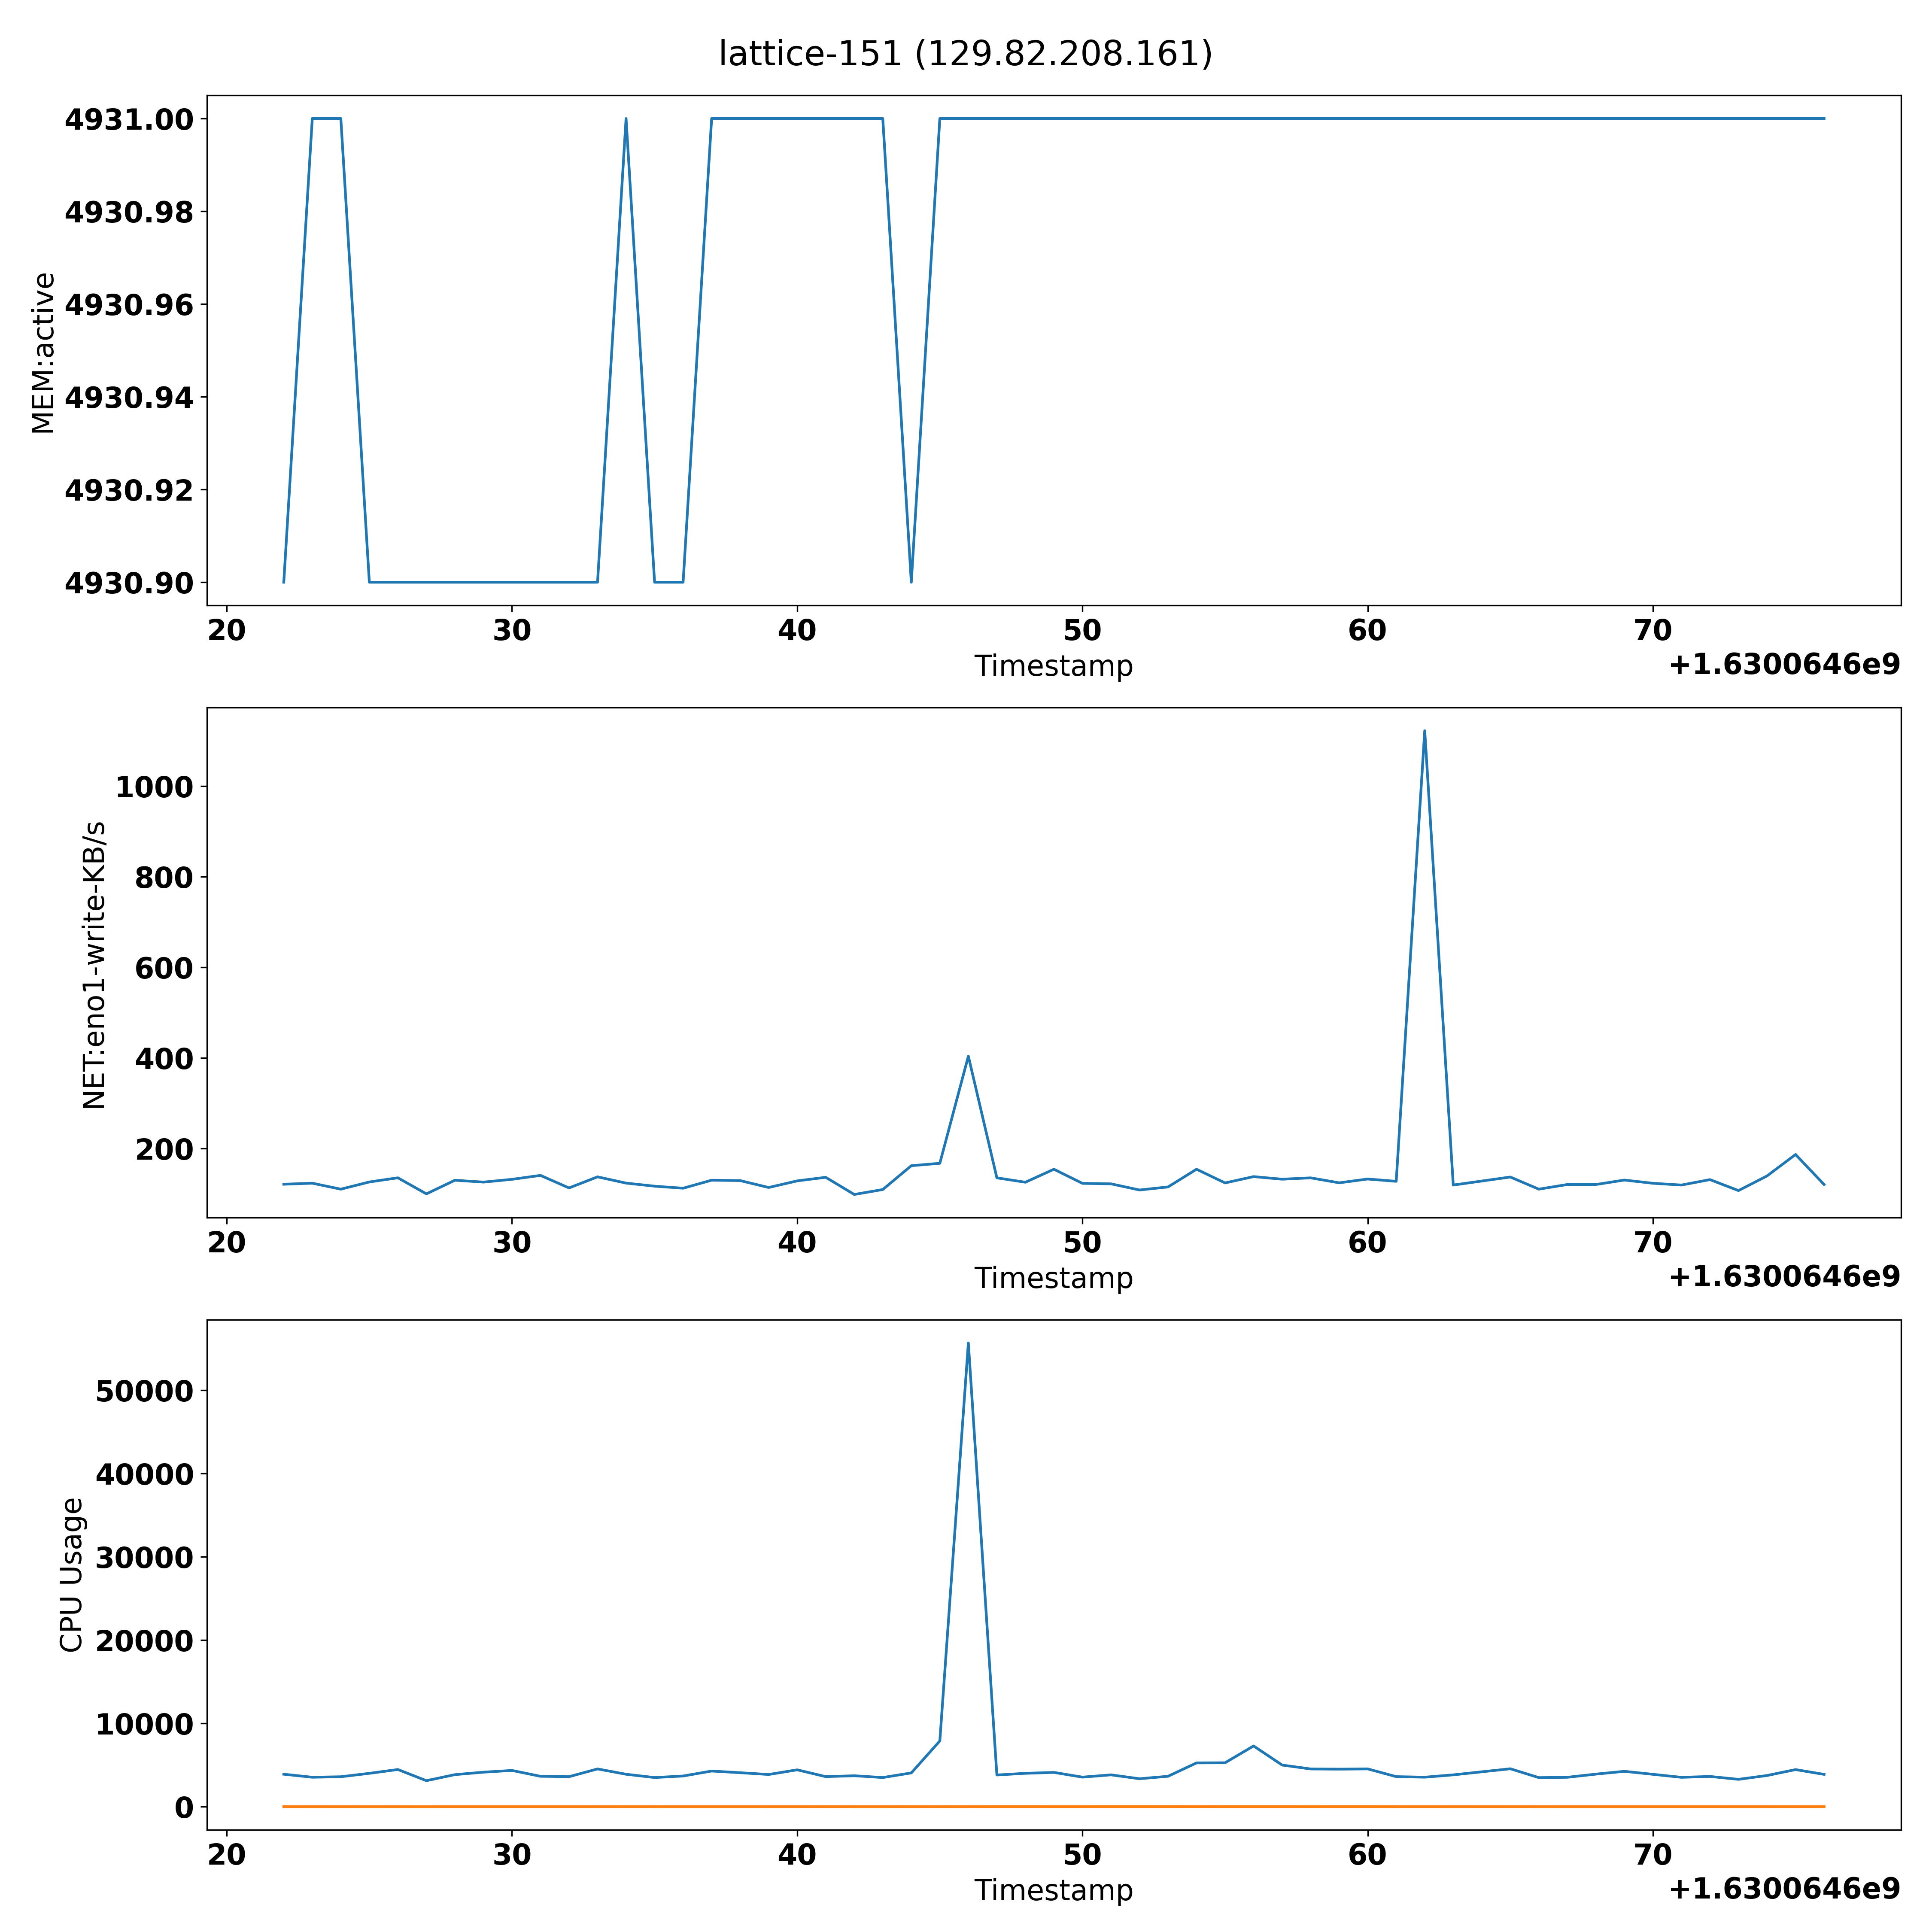 lattice-151 (129.82.208.161)
4931.00
4930.98
4930.96
4930.94
4930.92
4930.90
MEM:active
20 30 40 50 60 70
Timestamp
+1.6300646e9
1000
800
600
400
200
NET:eno1-write-KB/s
20 30 40 50 60 70
Timestamp
+1.6300646e9
50000
40000
30000
20000
10000
0
CPU Usage
20 30 40 50 60 70
Timestamp
+1.6300646e9